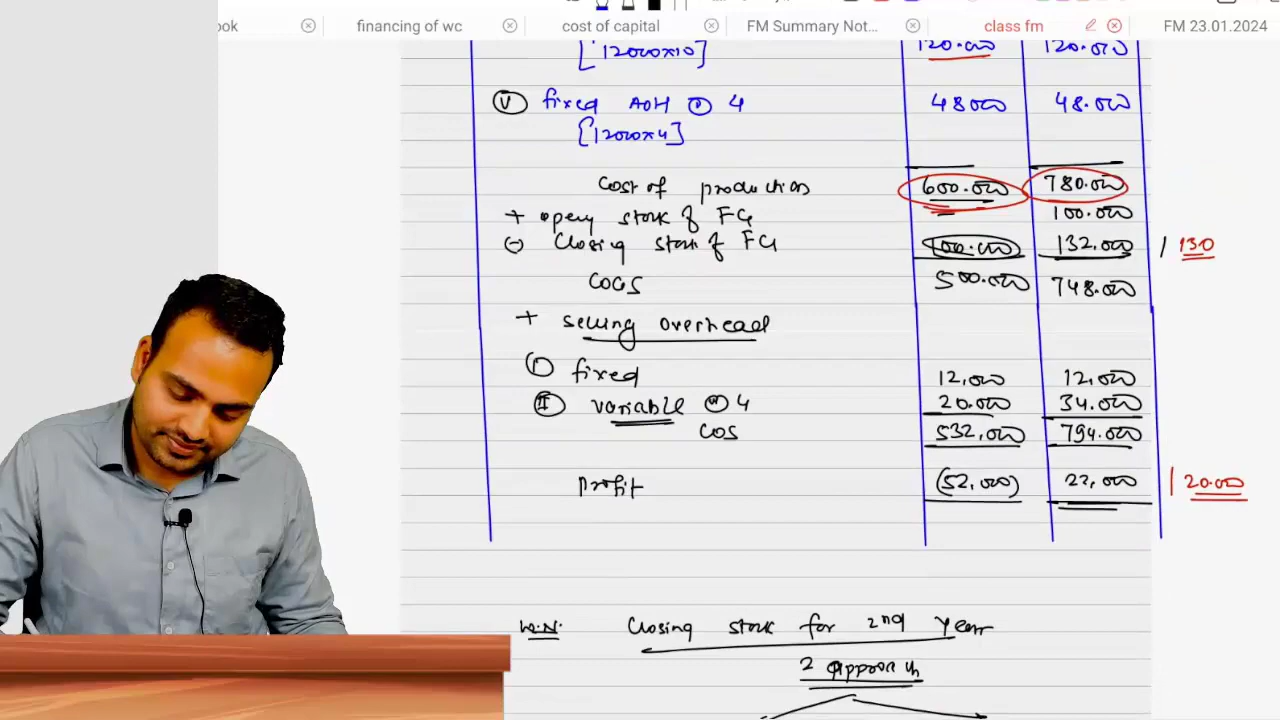 ook financing of wc cost of capital FM Summary Not... class fm FM 23.01.2024
[12000x10] 120.000 120.000
V fixed AOH @ 4 48000 48.000
[12000x4]
Cost of production 600.000 780.000
+ openg stock of FG 100.000
- Closing stock of FG 100.000 132.000 / 130
COGS 500.000 748.000
+ selling overhead
I fixed 12,000 12,000
II variable @ 4 20.000 34.000
COS 532,000 794.000
profit (52,000) 22,000 | 20.000
W.N. Closing stock for 2nd year
2 approach